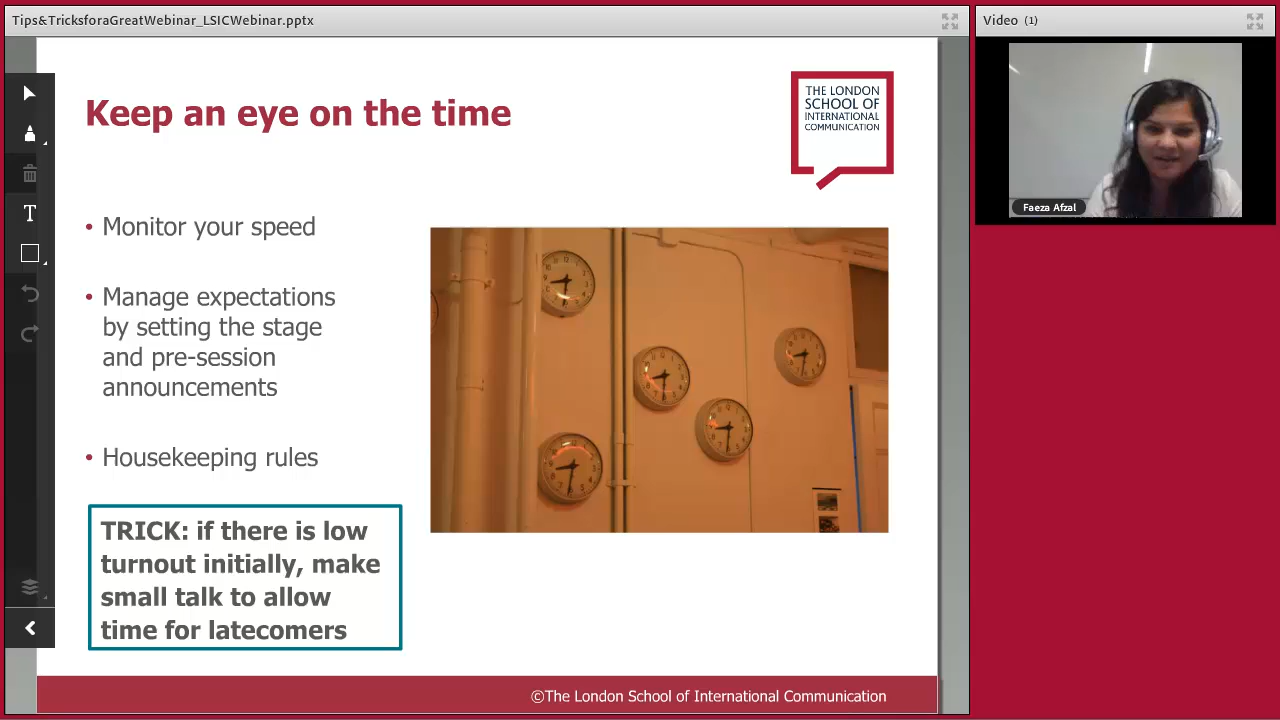 Tips&TricksforaGreatWebinar_LSICWebinar.pptx
Video (1)
Keep an eye on the time
THE LONDON
SCHOOL OF
INTERNATIONAL
COMMUNICATION
Faeza Afzal
• Monitor your speed
• Manage expectations
by setting the stage
and pre-session
announcements
• Housekeeping rules
TRICK: if there is low
turnout initially, make
small talk to allow
time for latecomers
©The London School of International Communication